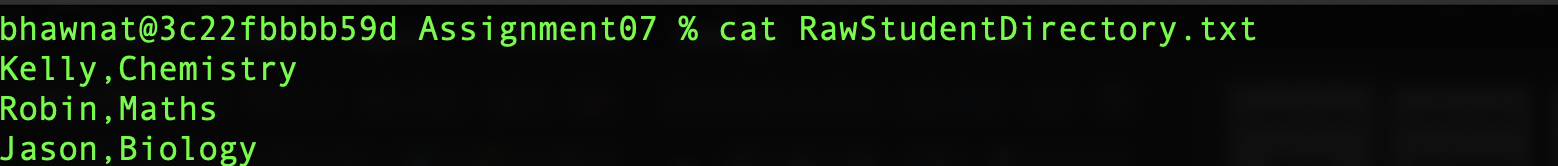 bhawnat@3c22fbbbb59d Assignment07 % cat RawStudentDirectory.txt
Kelly,Chemistry
Robin,Maths
Jason,Biology